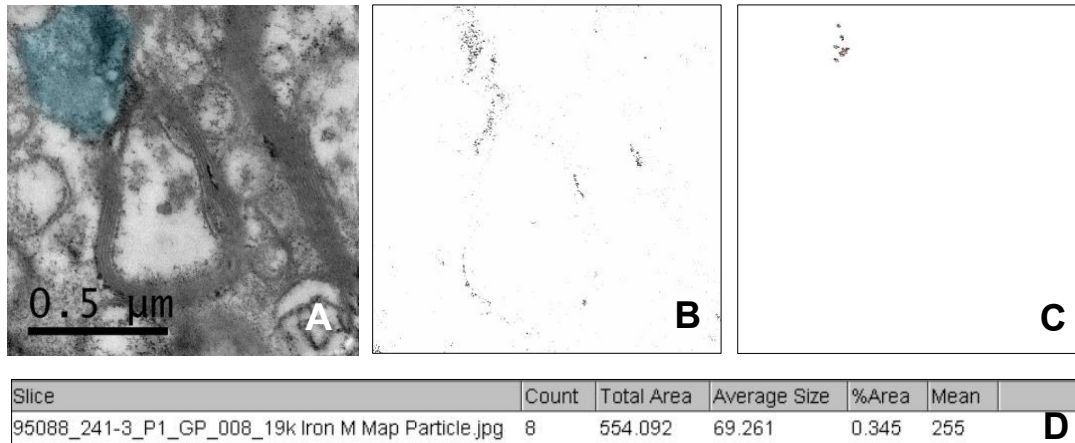 0.5 µm
A
B
C
Slice Count Total Area Average Size %Area Mean
95088_241-3_P1_GP_008_19k Iron M Map Particle.jpg 8 554.092 69.261 0.345 255
D